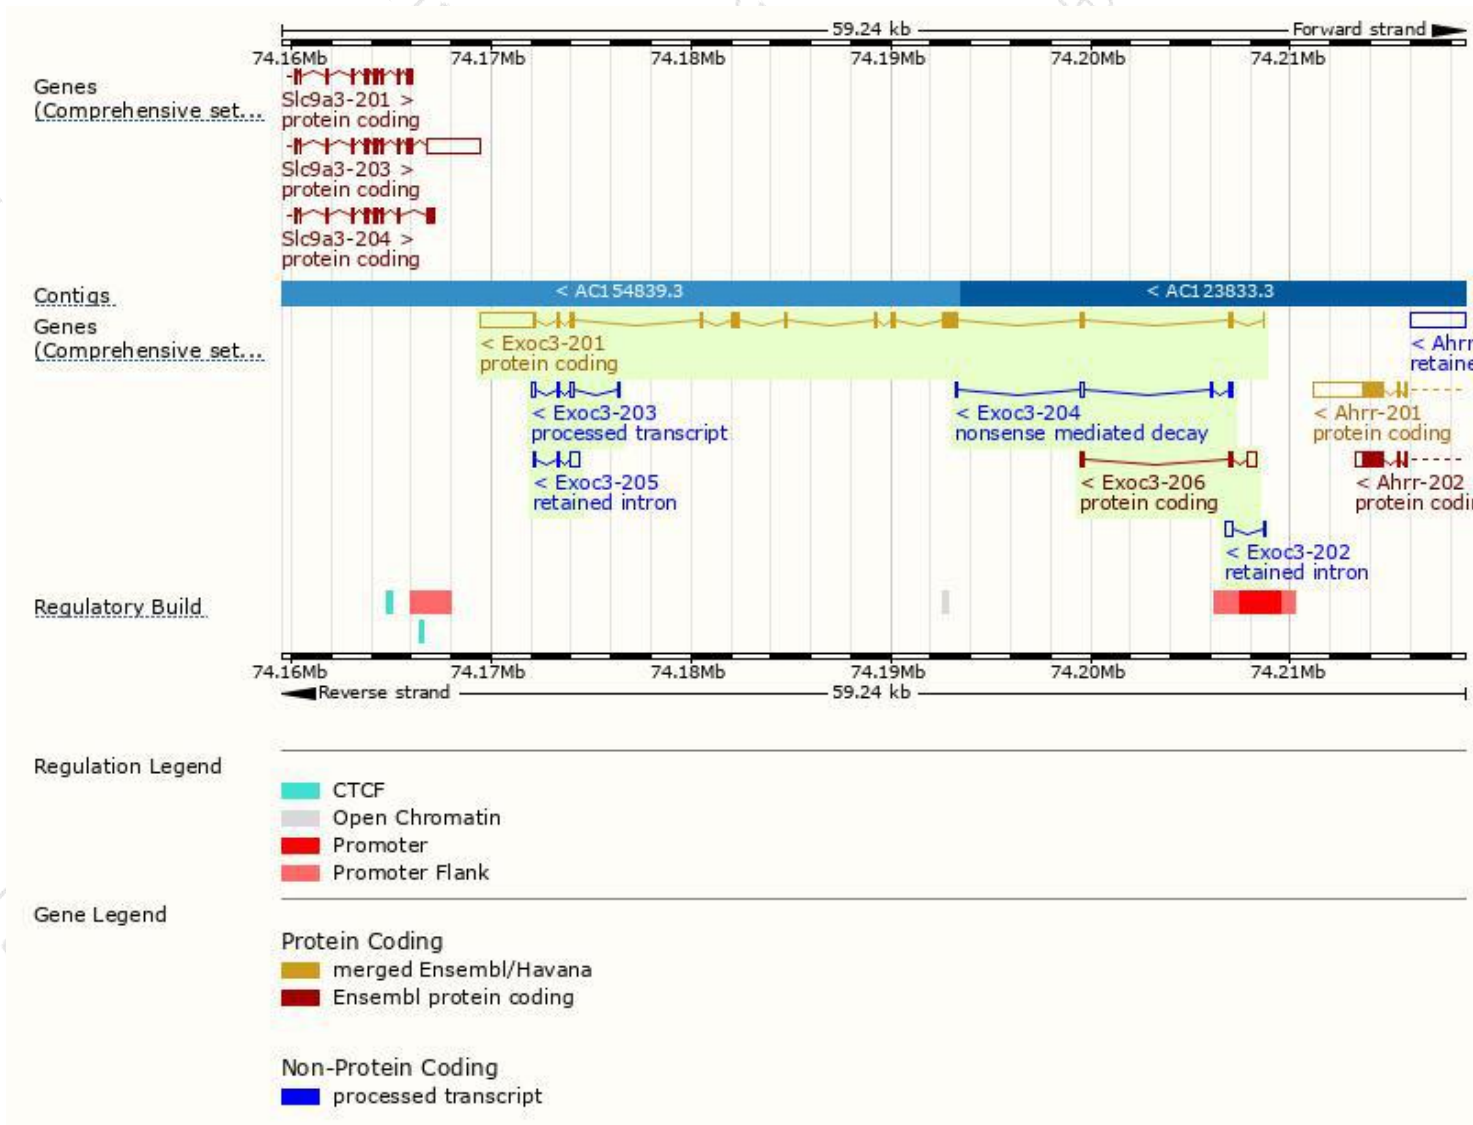 59.24 kb Forward strand
74.16Mb 74.17Mb 74.18Mb 74.19Mb 74.20Mb 74.21Mb
Genes
(Comprehensive set...
Slc9a3-201 >
protein coding
Slc9a3-203 >
protein coding
Slc9a3-204 >
protein coding
Contigs
< AC154839.3 < AC123833.3
Genes
(Comprehensive set...
< Exoc3-201 < Ahrr
protein coding retaine
< Exoc3-203 < Exoc3-204 < Ahrr-201
processed transcript nonsense mediated decay protein coding
< Exoc3-205 < Exoc3-206 < Ahrr-202
retained intron protein coding protein codi
< Exoc3-202
retained intron
Regulatory Build
74.16Mb 74.17Mb 74.18Mb 74.19Mb 74.20Mb 74.21Mb
Reverse strand 59.24 kb
Regulation Legend
CTCF
Open Chromatin
Promoter
Promoter Flank
Gene Legend
Protein Coding
merged Ensembl/Havana
Ensembl protein coding
Non-Protein Coding
processed transcript